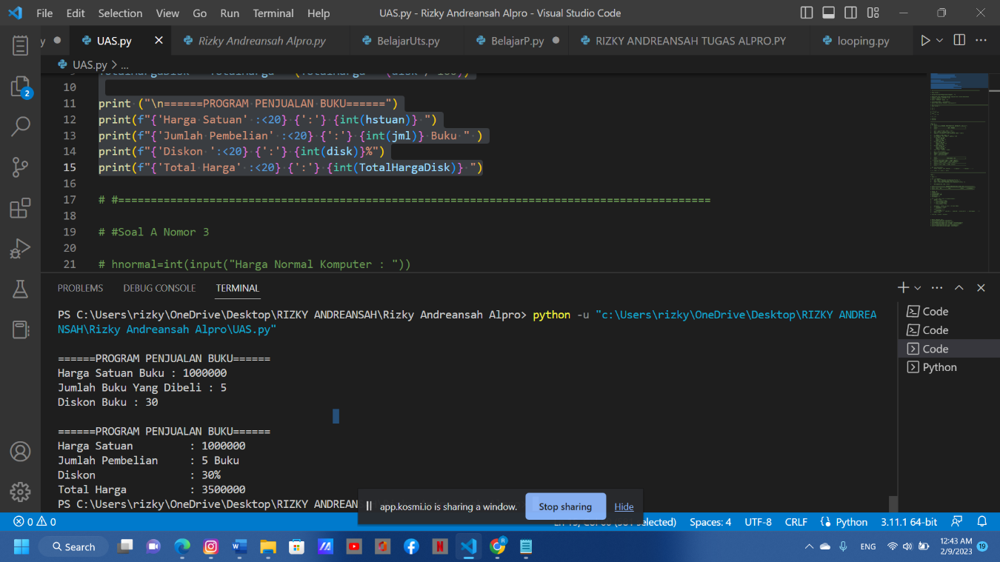 File Edit Selection View Go Run Terminal Help UAS.py - Rizky Andreansah Alpro - Visual Studio Code
y UAS.py Rizky Andreansah Alpro.py BelajarUts.py BelajarP.py RIZKY ANDREANSAH TUGAS ALPRO.PY looping.py
UAS.py > ...
10
11 print ("\n======PROGRAM PENJUALAN BUKU======")
12 print(f"{'Harga Satuan' :<20} {':'} {int(hstuan)} ")
13 print(f"{'Jumlah Pembelian' :<20} {':'} {int(jml)} Buku " )
14 print(f"{'Diskon ':<20} {':'} {int(disk)}%")
15 print(f"{'Total Harga' :<20} {':'} {int(TotalHargaDisk)} ")
16
17 # #===========================================================================================
18
19 # #Soal A Nomor 3
20
21 # hnormal=int(input("Harga Normal Komputer : "))
2
PROBLEMS DEBUG CONSOLE TERMINAL
PS C:\Users\rizky\OneDrive\Desktop\RIZKY ANDREANSAH\Rizky Andreansah Alpro> python -u "c:\Users\rizky\OneDrive\Desktop\RIZKY ANDREA
NSAH\Rizky Andreansah Alpro\UAS.py"
======PROGRAM PENJUALAN BUKU======
Harga Satuan Buku : 1000000
Jumlah Buku Yang Dibeli : 5
Diskon Buku : 30
======PROGRAM PENJUALAN BUKU======
Harga Satuan : 1000000
Jumlah Pembelian : 5 Buku
Diskon : 30%
Total Harga : 3500000
PS C:\Users\rizky\OneDrive\Desktop\RIZKY ANDREAN
Code
Code
Code
Python
app.kosmi.io is sharing a window. Stop sharing Hide
0 0 selected) Spaces: 4 UTF-8 CRLF Python 3.11.1 64-bit
Search ENG 12:43 AM
2/9/2023 19